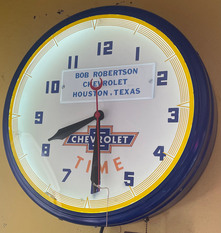 12
11 1
BOB ROBERTSON
CHEVROLET
HOUSTON, TEXAS
10 2
9 3
8 CHEVROLET 4
TIME
7 5